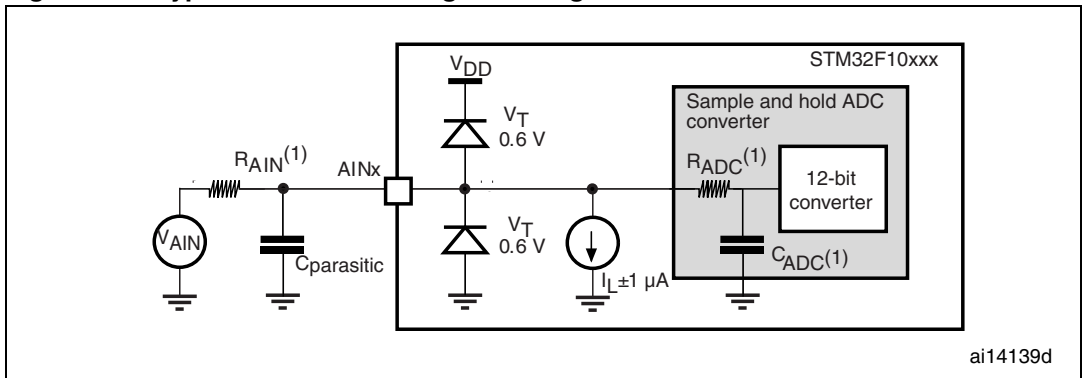 STM32F10xxx
VDD
Sample and hold ADC
converter
VT
0.6 V
RAIN(1)
AINx
RADC(1)
12-bit
converter
VAIN
VT
0.6 V
Cparasitic
IL±1 µA
CADC(1)
ai14139d